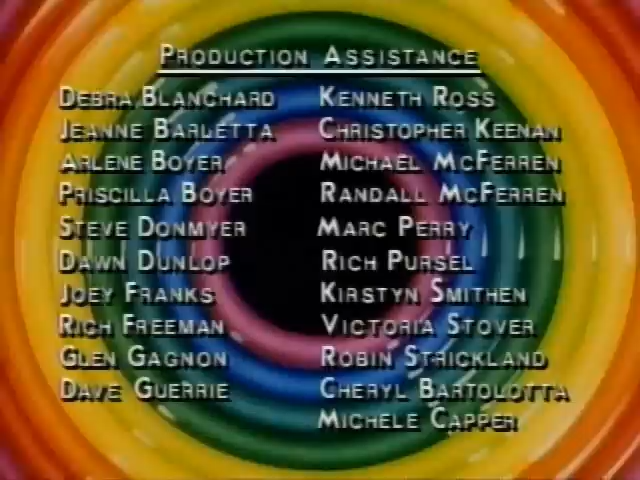 PRODUCTION ASSISTANCE
DEBRA BLANCHARD
JEANNE BARLETTA
ARLENE BOYER
PRISCILLA BOYER
STEVE DONMYER
DAWN DUNLOP
JOEY FRANKS
RICH FREEMAN
GLEN GAGNON
DAVE GUERRIE
KENNETH ROSS
CHRISTOPHER KEENAN
MICHAEL MCFERREN
RANDALL MCFERREN
MARC PERRY
RICH PURSEL
KIRSTYN SMITHEN
VICTORIA STOVER
ROBIN STRICKLAND
CHERYL BARTOLOTTA
MICHELE CAPPER